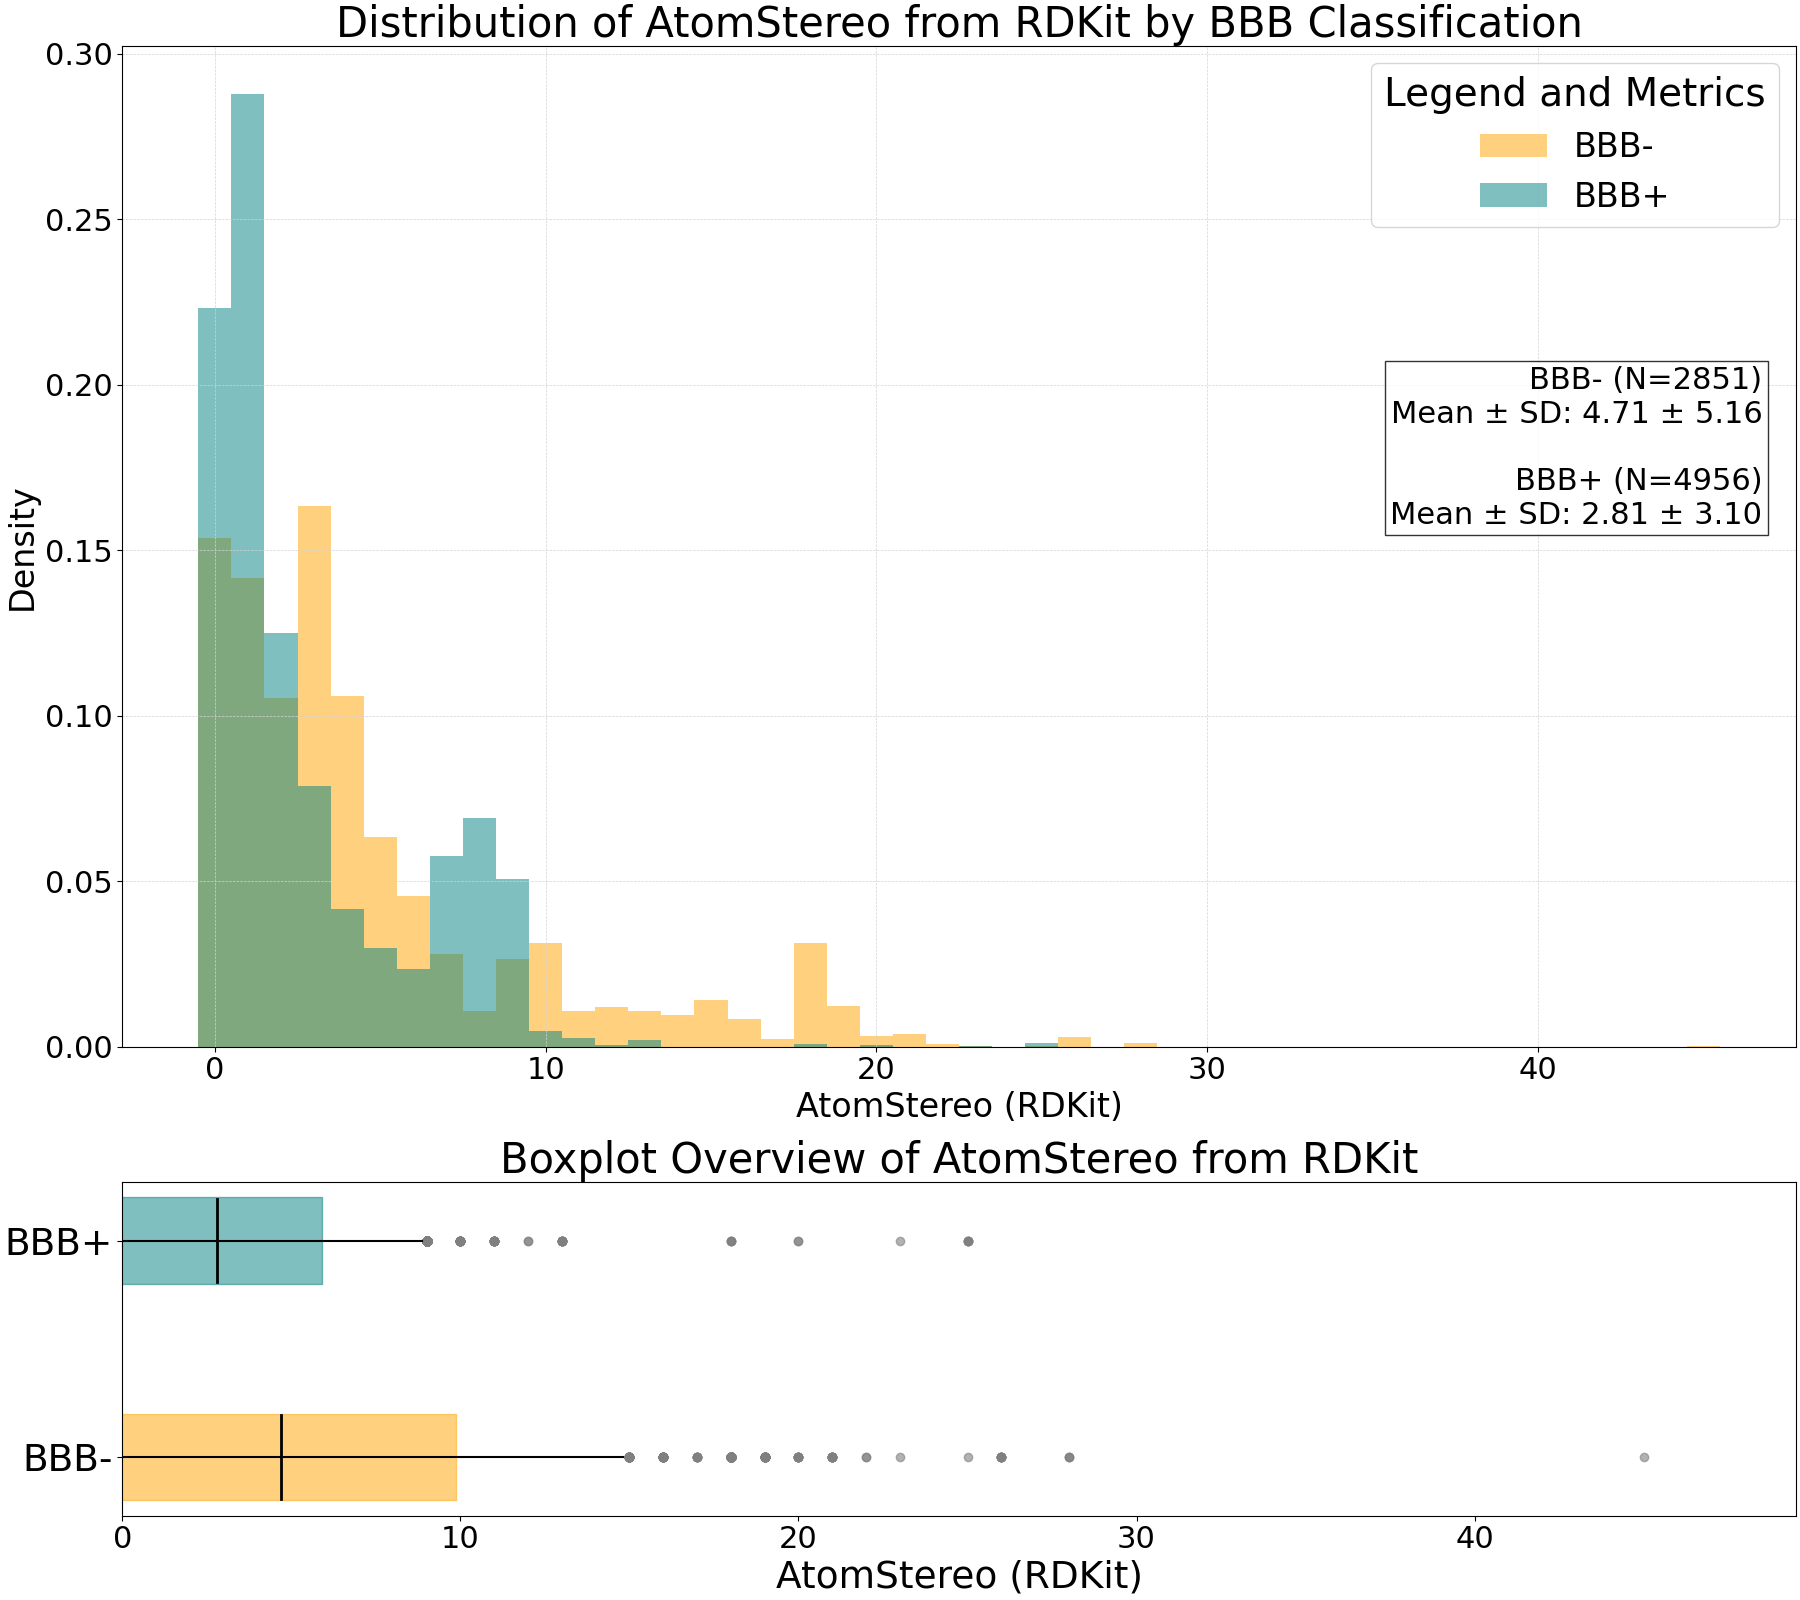 Distribution of AtomStereo from RDKit by BBB Classification
0.30
0.25
0.20
0.15
0.10
0.05
0.00
Density
Legend and Metrics
BBB-
BBB+
BBB- (N=2851)
Mean ± SD: 4.71 ± 5.16
BBB+ (N=4956)
Mean ± SD: 2.81 ± 3.10
0 10 20 30 40
AtomStereo (RDKit)
Boxplot Overview of AtomStereo from RDKit
BBB+
BBB-
0 10 20 30 40
AtomStereo (RDKit)